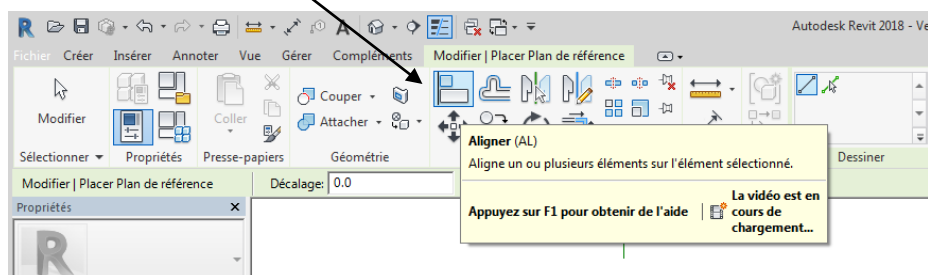 Autodesk Revit 2018 - Ve
Fichier Créer Insérer Annoter Vue Gérer Compléments Modifier | Placer Plan de référence
Modifier
Coller
Couper
Attacher
Sélectionner Propriétés Presse-papiers Géométrie Dessiner
Aligner (AL)
Aligne un ou plusieurs éléments sur l'élément sélectionné.
Appuyez sur F1 pour obtenir de l'aide
La vidéo est en
cours de
chargement...
Modifier | Placer Plan de référence Décalage: 0.0
Propriétés